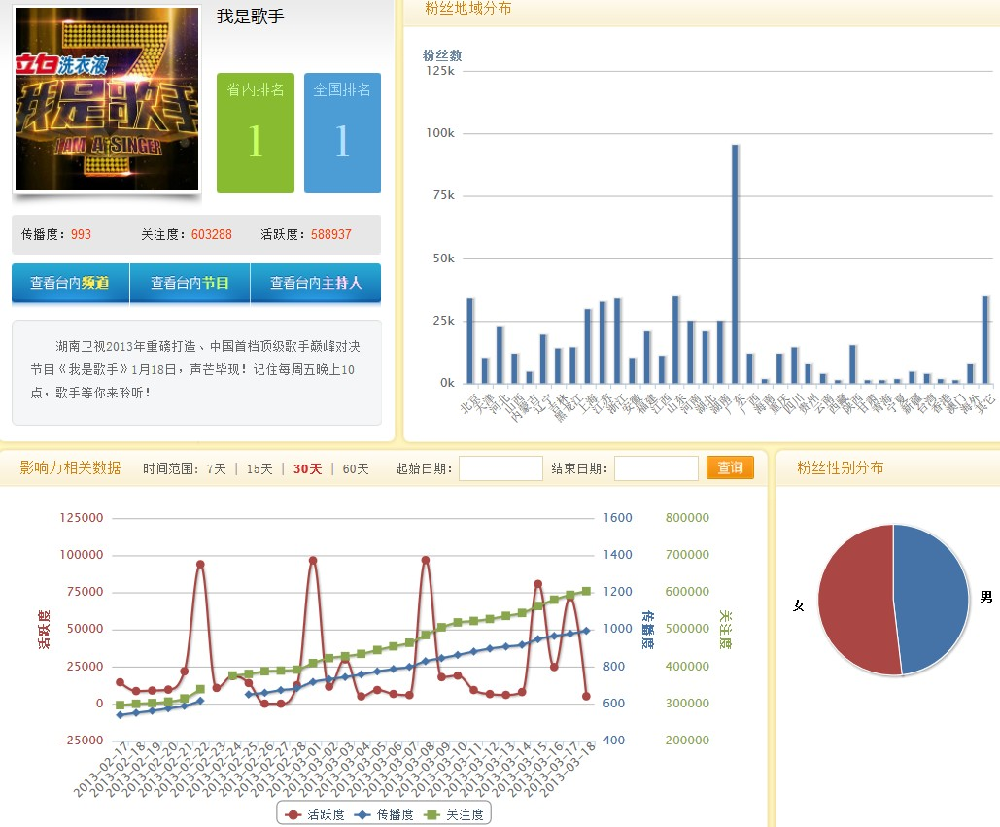 我是歌手
立白洗衣液
我是歌手
I AM A SINGER
省内排名
1
全国排名
1
传播度：993
关注度：603288
活跃度：588937
查看台内频道
查看台内节目
查看台内主持人
湖南卫视2013年重磅打造、中国首档顶级歌手巅峰对决
节目《我是歌手》1月18日，声芒毕现！记住每周五晚上10
点，歌手等你来聆听！
粉丝地域分布
粉丝数
125k
100k
75k
50k
25k
0k
北京
天津
河北
山西
内蒙古
辽宁
吉林
黑龙江
上海
江苏
浙江
安徽
福建
江西
山东
河南
湖北
湖南
广东
广西
海南
重庆
四川
贵州
云南
西藏
陕西
甘肃
青海
宁夏
新疆
台湾
香港
澳门
海外
其它
影响力相关数据
时间范围：7天 | 15天 | 30天 | 60天
起始日期：
结束日期：
查询
活跃度
125000
100000
75000
50000
25000
0
-25000
1600
1400
1200
1000
800
600
400
传播度
800000
700000
600000
500000
400000
300000
200000
关注度
2013-02-17
2013-02-18
2013-02-19
2013-02-20
2013-02-21
2013-02-22
2013-02-23
2013-02-24
2013-02-25
2013-02-26
2013-02-27
2013-02-28
2013-03-01
2013-03-02
2013-03-03
2013-03-04
2013-03-05
2013-03-06
2013-03-07
2013-03-08
2013-03-09
2013-03-10
2013-03-11
2013-03-12
2013-03-13
2013-03-14
2013-03-15
2013-03-16
2013-03-17
2013-03-18
活跃度 传播度 关注度
粉丝性别分布
女
男